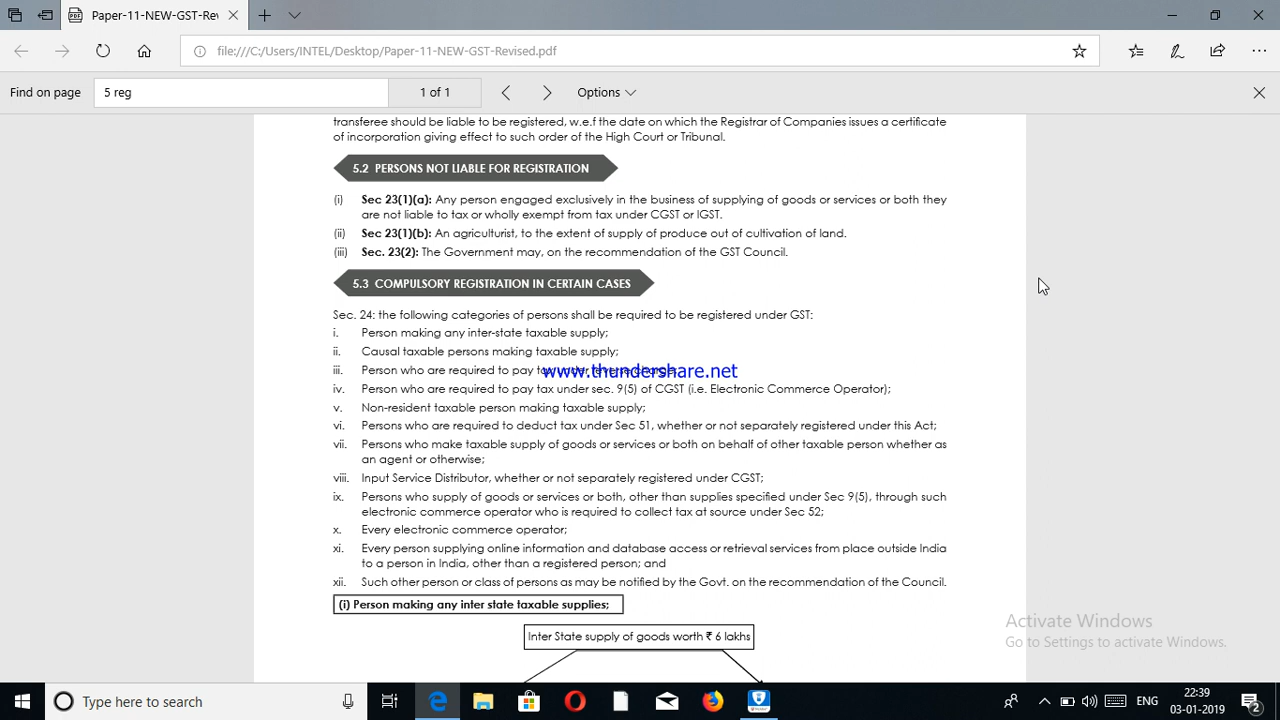 Paper-11-NEW-GST-Rev
file:///C:/Users/INTEL/Desktop/Paper-11-NEW-GST-Revised.pdf
Find on page
5 reg
1 of 1
Options
transferee should be liable to be registered, w.e.f the date on which the Registrar of Companies issues a certificate
of incorporation giving effect to such order of the High Court or Tribunal.
5.2 PERSONS NOT LIABLE FOR REGISTRATION
(i) Sec 23(1)(a): Any person engaged exclusively in the business of supplying of goods or services or both they
are not liable to tax or wholly exempt from tax under CGST or IGST.
(ii) Sec 23(1)(b): An agriculturist, to the extent of supply of produce out of cultivation of land.
(iii) Sec. 23(2): The Government may, on the recommendation of the GST Council.
5.3 COMPULSORY REGISTRATION IN CERTAIN CASES
Sec. 24: the following categories of persons shall be required to be registered under GST:
i. Person making any inter-state taxable supply;
ii. Causal taxable persons making taxable supply;
iii. Person who are required to pay tax under reverse charge;
www.thundershare.net
iv. Person who are required to pay tax under sec. 9(5) of CGST (i.e. Electronic Commerce Operator);
v. Non-resident taxable person making taxable supply;
vi. Persons who are required to deduct tax under Sec 51, whether or not separately registered under this Act;
vii. Persons who make taxable supply of goods or services or both on behalf of other taxable person whether as
an agent or otherwise;
viii. Input Service Distributor, whether or not separately registered under CGST;
ix. Persons who supply of goods or services or both, other than supplies specified under Sec 9(5), through such
electronic commerce operator who is required to collect tax at source under Sec 52;
x. Every electronic commerce operator;
xi. Every person supplying online information and database access or retrieval services from place outside India
to a person in India, other than a registered person; and
xii. Such other person or class of persons as may be notified by the Govt. on the recommendation of the Council.
(i) Person making any inter state taxable supplies;
Inter State supply of goods worth ₹ 6 lakhs
Activate Windows
Go to Settings to activate Windows.
Type here to search
ENG
22:39
03-01-2019
2